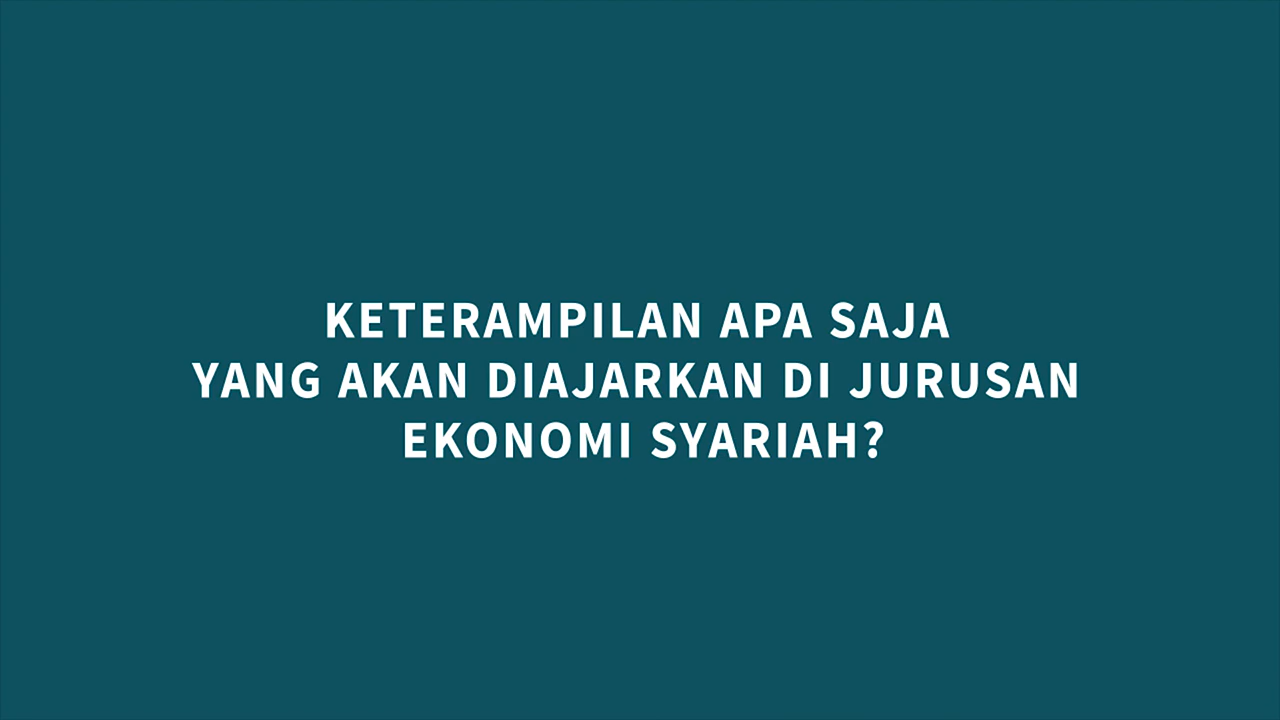 KETERAMPILAN APA SAJA
YANG AKAN DIAJARKAN DI JURUSAN
EKONOMI SYARIAH?